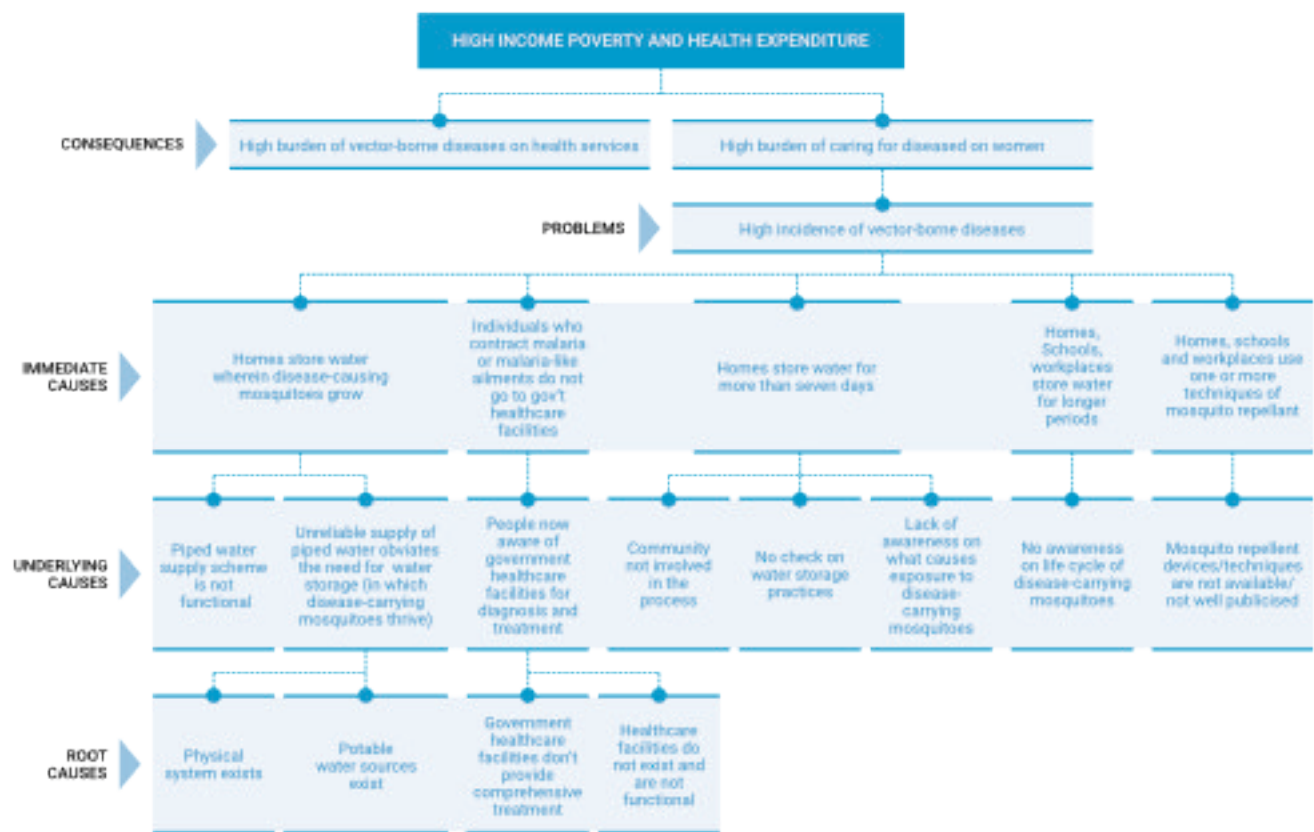 HIGH INCOME POVERTY AND HEALTH EXPENDITURE
CONSEQUENCES
High burden of vector-borne diseases on health services
High burden of caring for diseased on women
PROBLEMS
High incidence of vector-borne diseases
IMMEDIATE
CAUSES
Homes store water
wherein disease-causing
mosquitoes grow
Individuals who
contract malaria
or malaria-like
ailments do not
go to gov't
healthcare
facilities
Homes store water for
more than seven days
Homes,
Schools,
workplaces
store water
for longer
periods
Homes, schools
and workplaces use
one or more
techniques of
mosquito repellant
UNDERLYING
CAUSES
Piped water
supply scheme
is not
functional
Unreliable supply of
piped water obviates
the need for water
storage (in which
disease-carrying
mosquitoes thrive)
People now
aware of
government
healthcare
facilities for
diagnosis and
treatment
Community
not involved
in the
process
No check on
water storage
practices
Lack of
awareness on
what causes
exposure to
disease-
carrying
mosquitoes
No awareness
on life cycle of
disease-carrying
mosquitoes
Mosquito repellent
devices/techniques
are not available/
not well publicised
ROOT
CAUSES
Physical
system exists
Potable
water sources
exist
Government
healthcare
facilities don't
provide
comprehensive
treatment
Healthcare
facilities do
not exist and
are not
functional